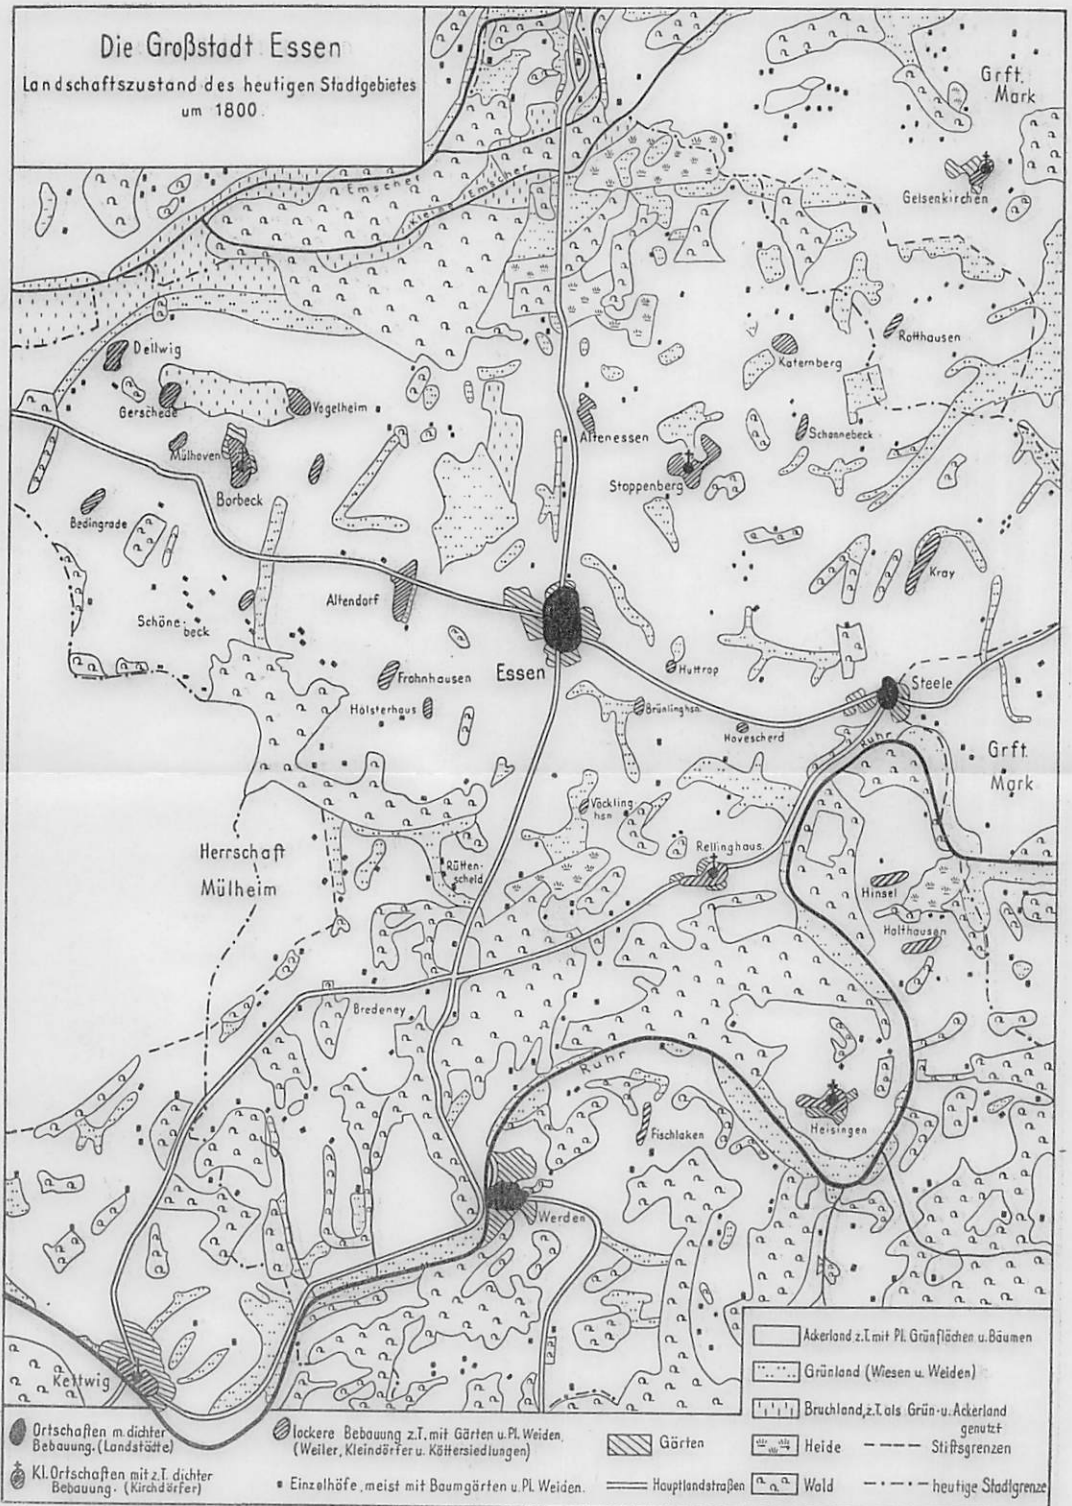 Die Großstadt Essen
Landschaftszustand des heutigen Stadtgebietes
um 1800.
Grft.
Mark
Emscher
Kleine Emscher
Gelsenkirchen
Rotthausen
Dellwig
Katernberg
Gerschede
Vogelheim
Altenessen
Schonnebeck
Mülhoven
Borbeck
Stoppenberg
Bedingrade
Kray
Altendorf
Schöne-
beck
Essen
Huttrop
Frohnhausen
Steele
Holsterhaus
Brünlinghsn.
Hovescherd
Ruhr
Grft.
Mark
Vöckling
hsn
Herrschaft
Mülheim
Rellinghaus.
Rütten-
scheid
Hinsel
Holthausen
Bredeney
Ruhr
Heisingen
Fischlaken
Werden
Kettwig
Ackerland z.T. mit Pl. Grünflächen u. Bäumen
Grünland (Wiesen u. Weiden)
Bruchland, z.T. als Grün- u. Ackerland
genutzt
Heide
Stiftsgrenzen
Wald
heutige Stadtgrenze
Ortschaften m. dichter
Bebauung. (Landstätte)
Kl. Ortschaften mit z.T. dichter
Bebauung. (Kirchdörfer)
lockere Bebauung z.T. mit Gärten u. Pl. Weiden,
(Weiler, Kleindörfer u. Köttersiedlungen)
Einzelhöfe, meist mit Baumgärten u. Pl. Weiden.
Gärten
Hauptlandstraßen